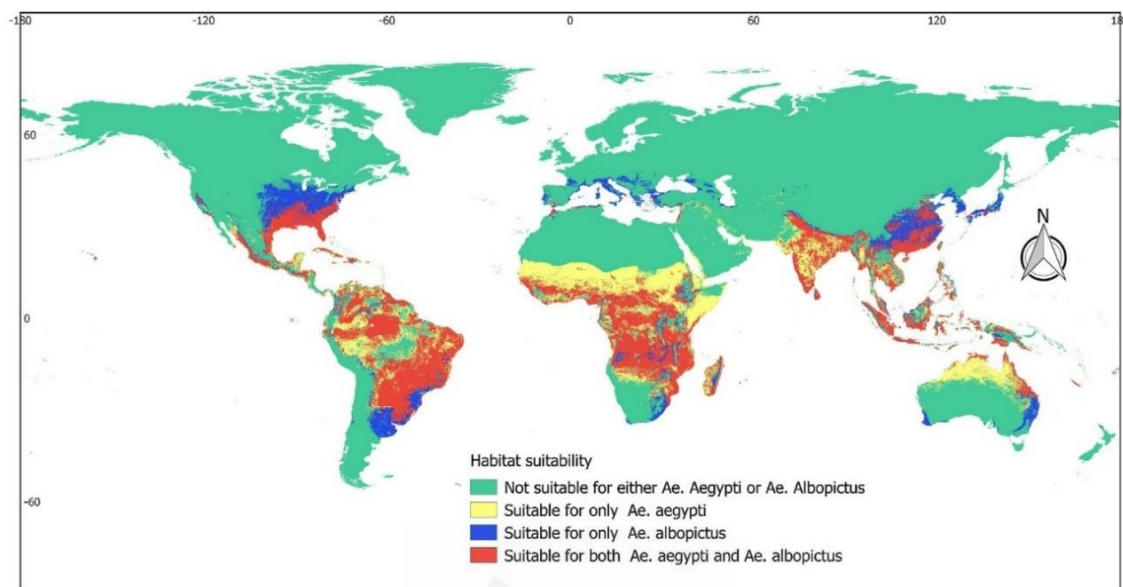 -180 -120 -60 0 60 120 18
60
N
0
-60
Habitat suitability
Not suitable for either Ae. Aegypti or Ae. Albopictus
Suitable for only Ae. aegypti
Suitable for only Ae. albopictus
Suitable for both Ae. aegypti and Ae. albopictus